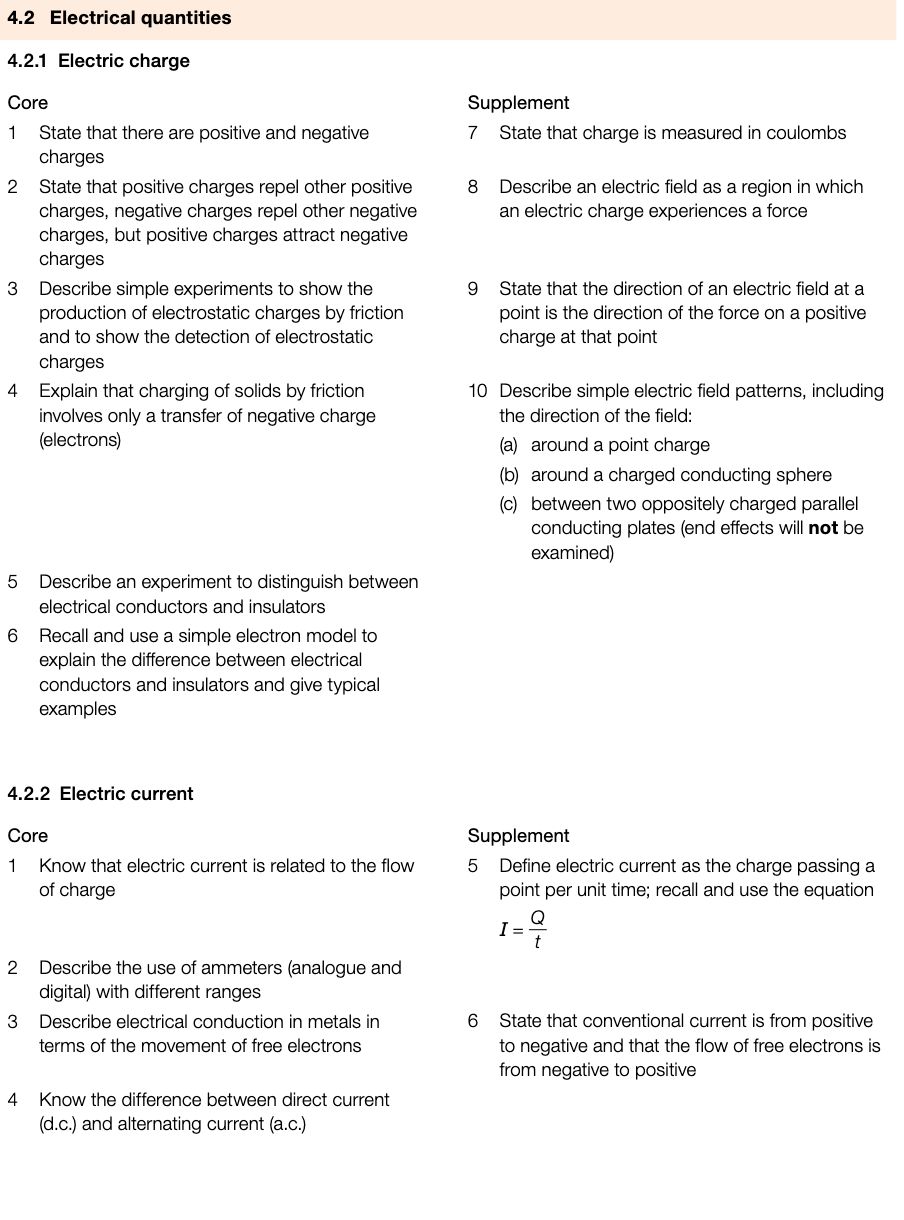 4.2 Electrical quantities
4.2.1 Electric charge
Core
1 State that there are positive and negative
charges
2 State that positive charges repel other positive
charges, negative charges repel other negative
charges, but positive charges attract negative
charges
3 Describe simple experiments to show the
production of electrostatic charges by friction
and to show the detection of electrostatic
charges
4 Explain that charging of solids by friction
involves only a transfer of negative charge
(electrons)
5 Describe an experiment to distinguish between
electrical conductors and insulators
6 Recall and use a simple electron model to
explain the difference between electrical
conductors and insulators and give typical
examples
Supplement
7 State that charge is measured in coulombs
8 Describe an electric field as a region in which
an electric charge experiences a force
9 State that the direction of an electric field at a
point is the direction of the force on a positive
charge at that point
10 Describe simple electric field patterns, including
the direction of the field:
(a) around a point charge
(b) around a charged conducting sphere
(c) between two oppositely charged parallel
conducting plates (end effects will not be
examined)
4.2.2 Electric current
Core
1 Know that electric current is related to the flow
of charge
2 Describe the use of ammeters (analogue and
digital) with different ranges
3 Describe electrical conduction in metals in
terms of the movement of free electrons
4 Know the difference between direct current
(d.c.) and alternating current (a.c.)
Supplement
5 Define electric current as the charge passing a
point per unit time; recall and use the equation
I = Q/t
6 State that conventional current is from positive
to negative and that the flow of free electrons is
from negative to positive